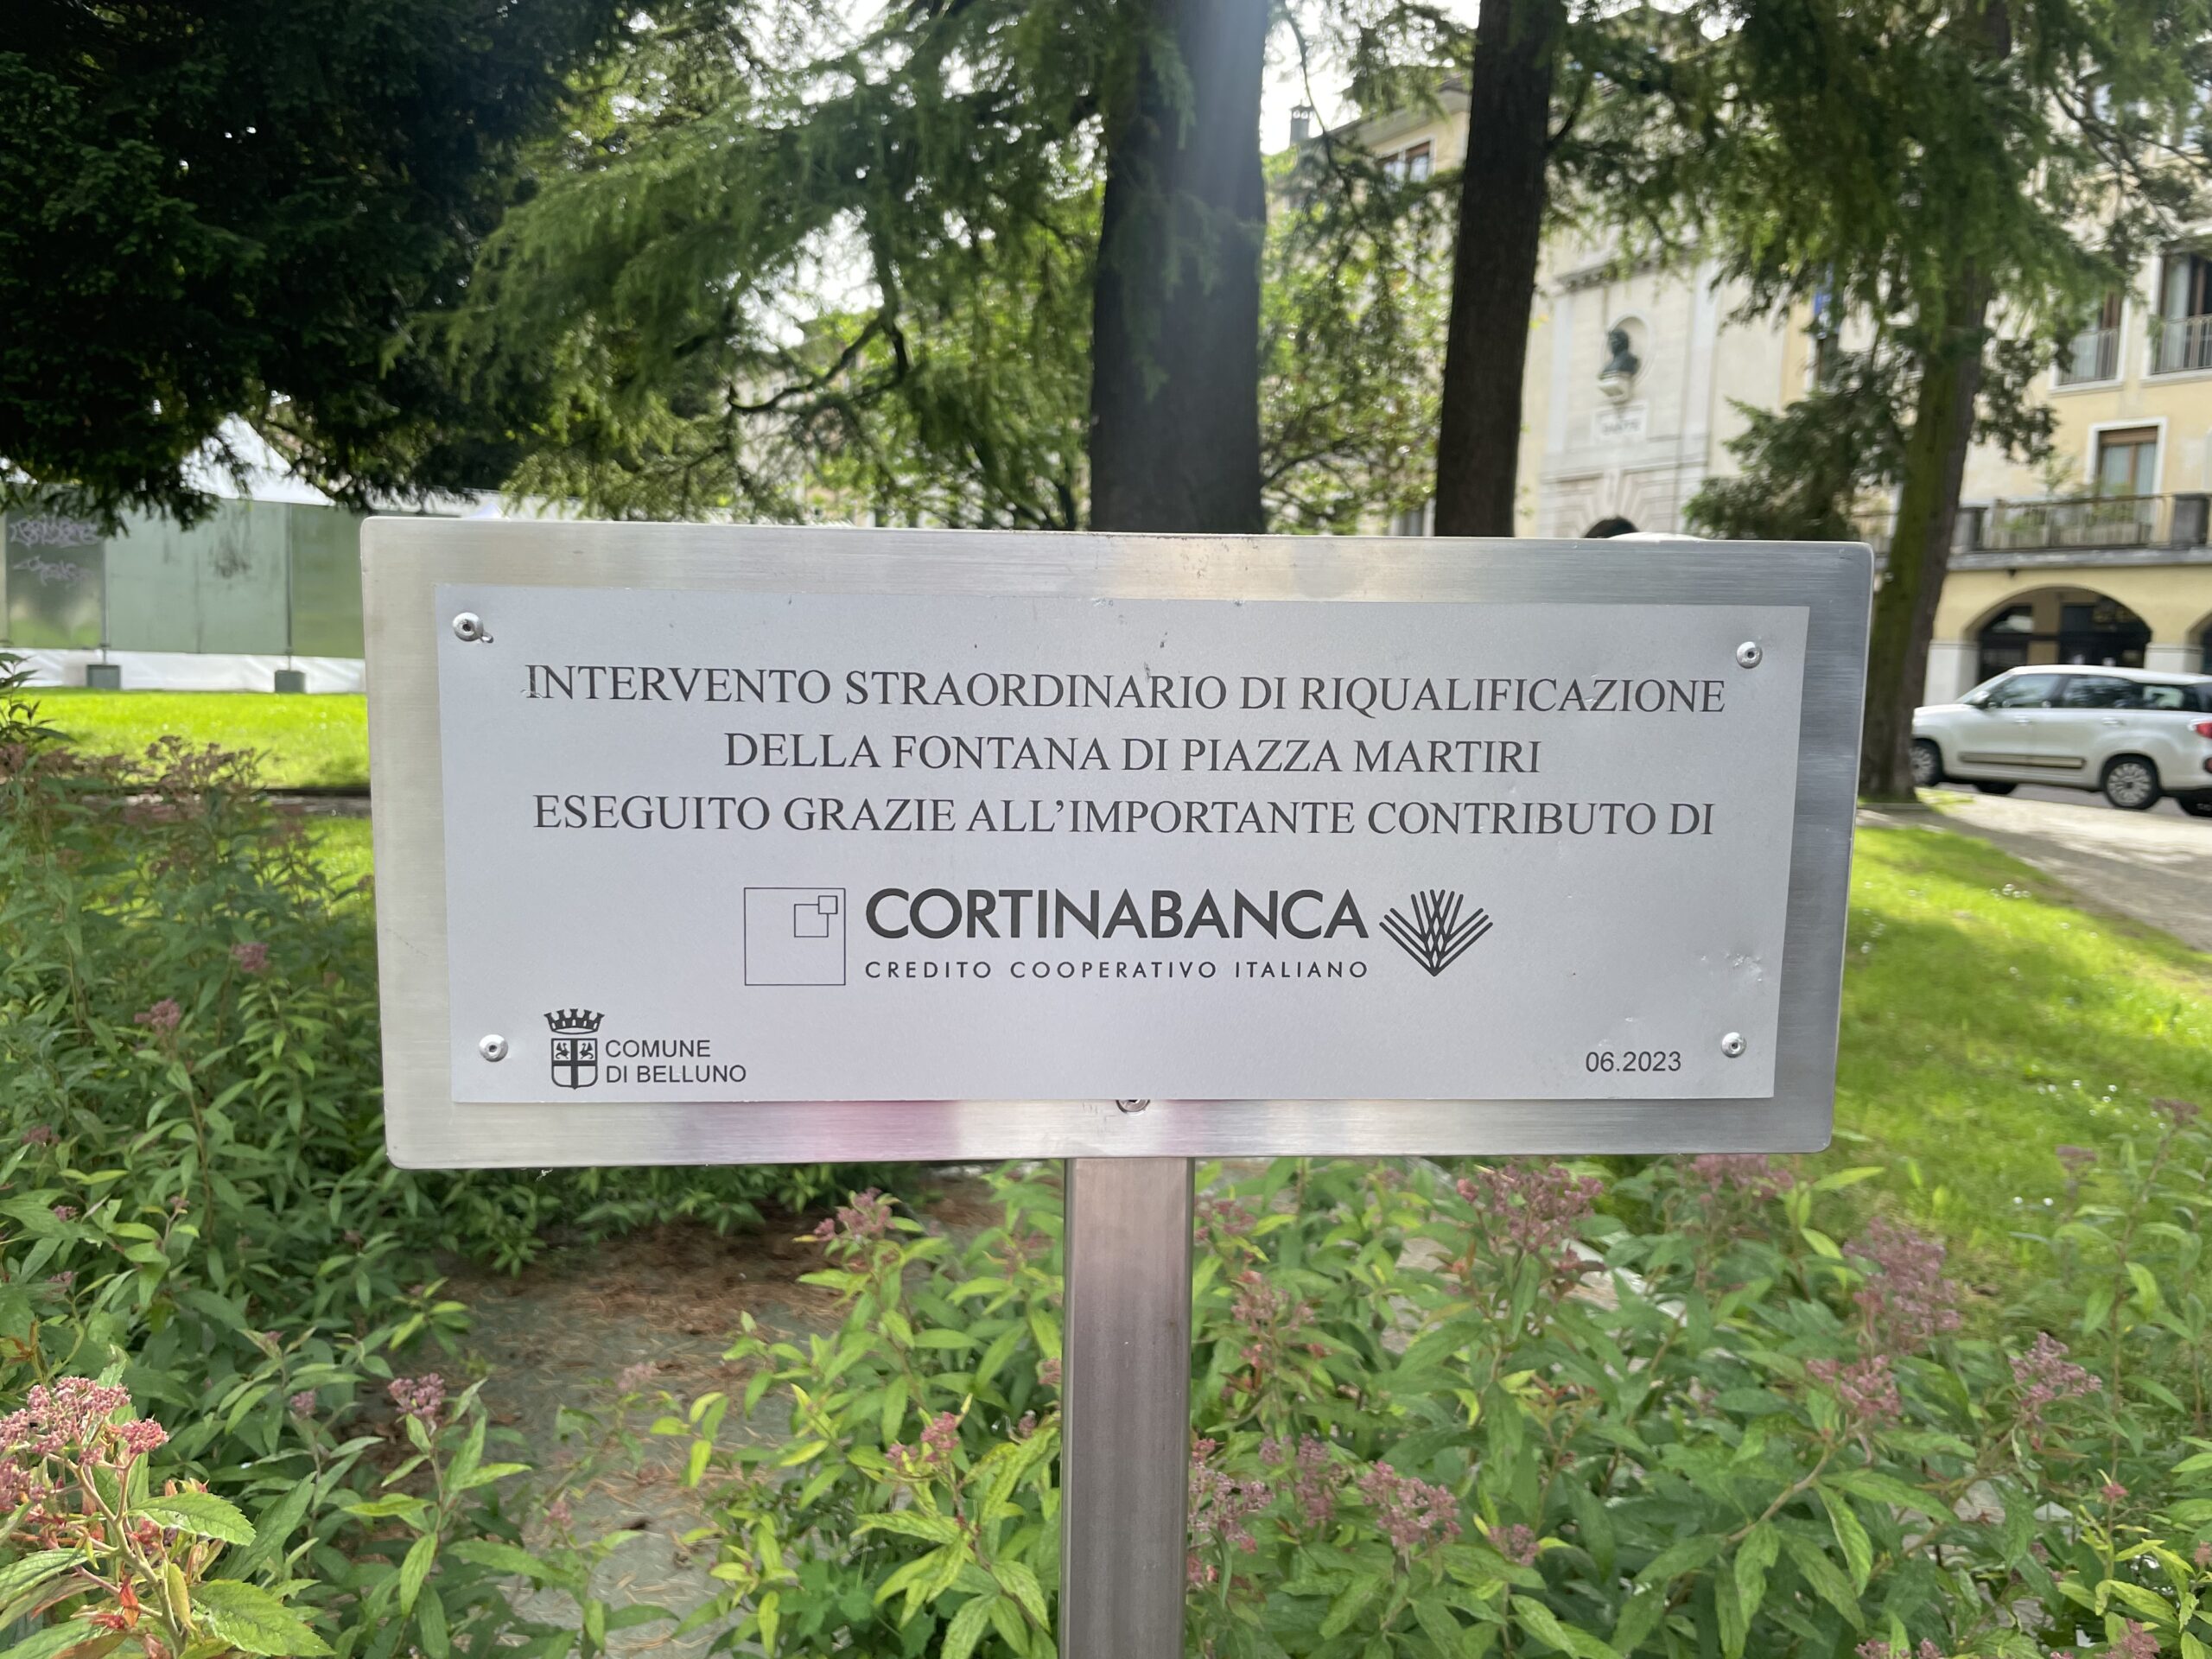 INTERVENTO STRAORDINARIO DI RIQUALIFICAZIONE
DELLA FONTANA DI PIAZZA MARTIRI
ESEGUITO GRAZIE ALL'IMPORTANTE CONTRIBUTO DI
CORTINABANCA
CREDITO COOPERATIVO ITALIANO
COMUNE
DI BELLUNO
06.2023